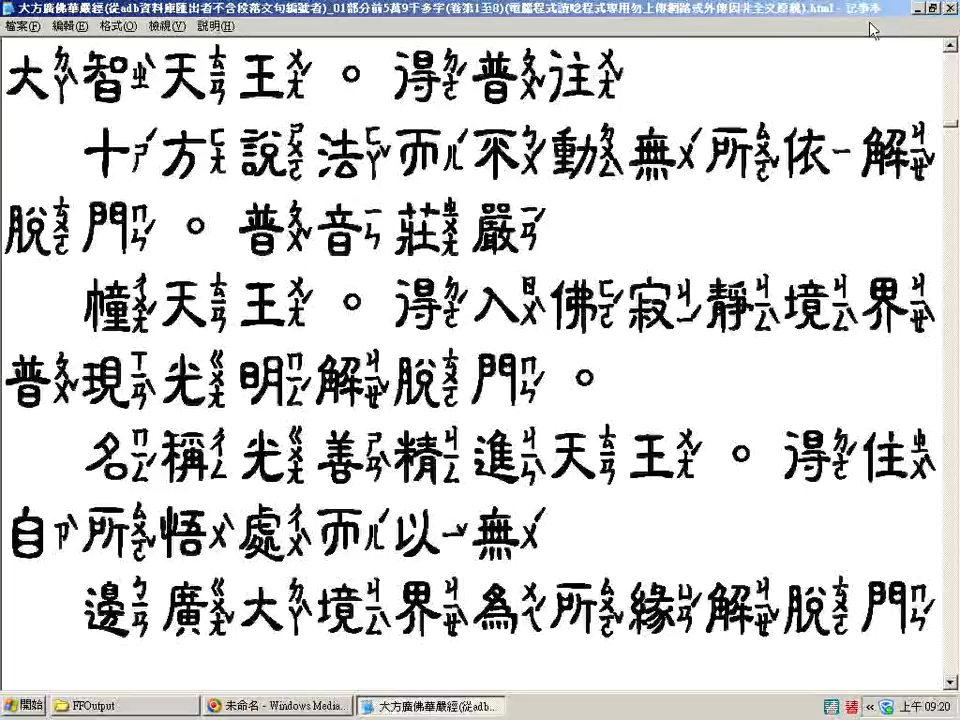 大方廣佛華嚴經(從adb資料庫匯出者不含段落文句編號者)_01部分前5萬9千多字(卷第1至8)(電腦程式讀唸程式專用勿上傳網路或外傳因非全文原貌).html - 记事本
檔案(F) 編輯(E) 格式(O) 檢視(V) 說明(H)
大智天王。得普注
十方說法而不動無所依解
脫門。普音莊嚴
幢天王。得入佛寂靜境界
普現光明解脫門。
名稱光善精進天王。得住
自所悟處而以無
邊廣大境界為所緣解脫門
開始 FFOutput 未命名 - Windows Media... 大方廣佛華嚴經(從adb... « 上午 09:20